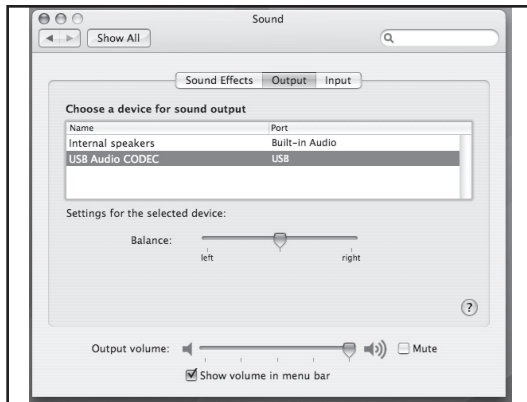 Sound
Show All
Sound Effects Output Input
Choose a device for sound output
Name Port
Internal speakers Built-in Audio
USB Audio CODEC USB
Settings for the selected device:
Balance:
left right
?
Output volume: Mute
Show volume in menu bar